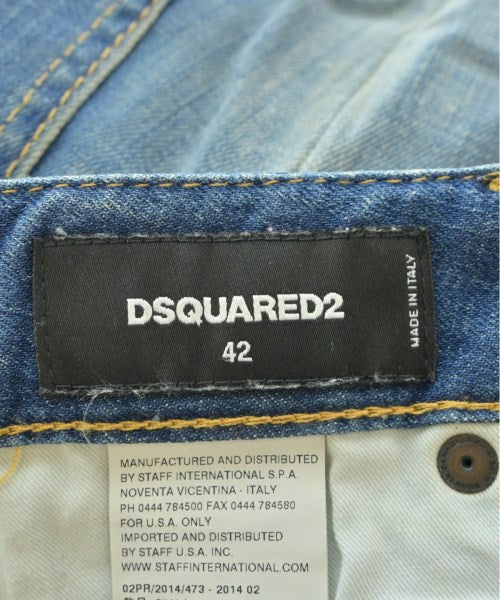 DSQUARED2
42
MADE IN ITALY
MANUFACTURED AND DISTRIBUTED
BY STAFF INTERNATIONAL S.P.A.
NOVENTA VICENTINA - ITALY
PH 0444 784500 FAX 0444 784580
FOR U.S.A. ONLY
IMPORTED AND DISTRIBUTED
BY STAFF U.S.A. INC.
WWW.STAFFINTERNATIONAL.COM
02PR/2014/473 - 2014 02